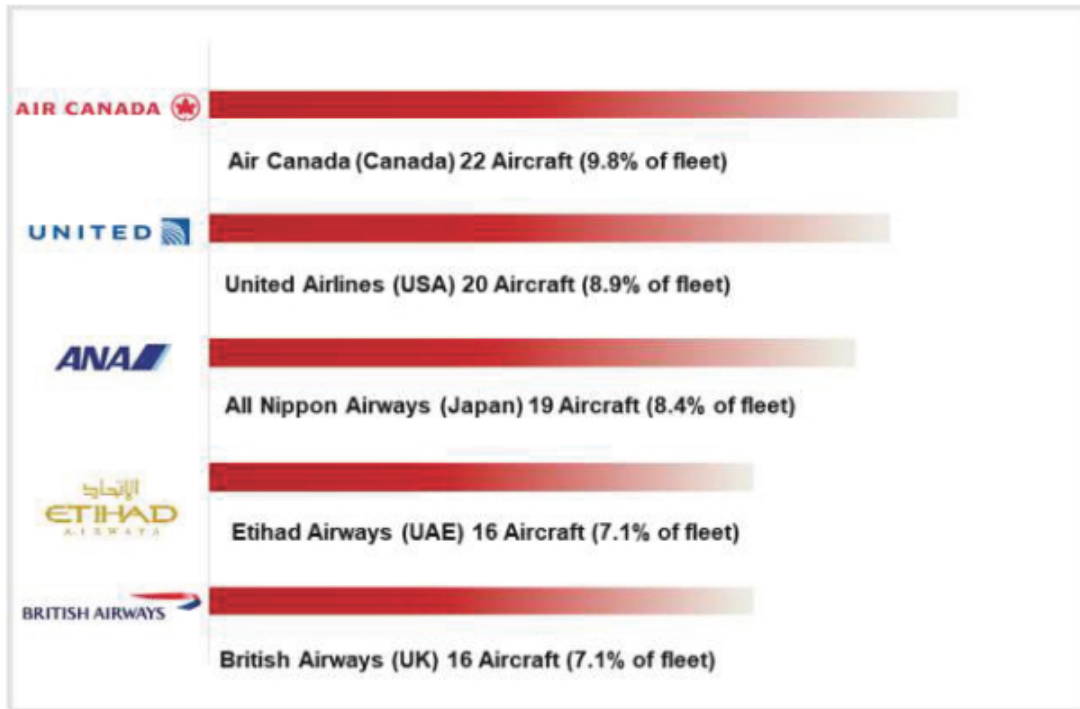 AIR CANADA
Air Canada (Canada) 22 Aircraft (9.8% of fleet)
UNITED
United Airlines (USA) 20 Aircraft (8.9% of fleet)
ANA
All Nippon Airways (Japan) 19 Aircraft (8.4% of fleet)
الإتحاد
ETIHAD
AIRWAYS
Etihad Airways (UAE) 16 Aircraft (7.1% of fleet)
BRITISH AIRWAYS
British Airways (UK) 16 Aircraft (7.1% of fleet)